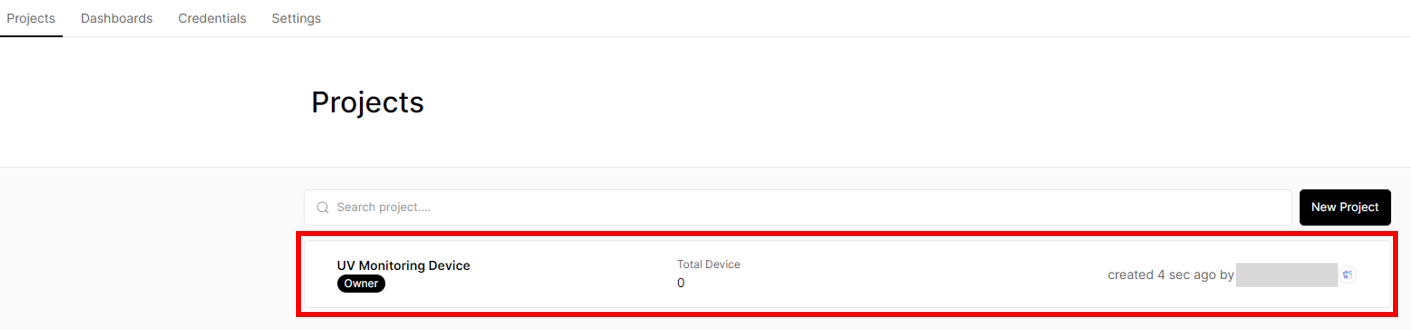 Projects Dashboards Credentials Settings
Projects
Search project....
New Project
UV Monitoring Device
Owner
Total Device
0
created 4 sec ago by